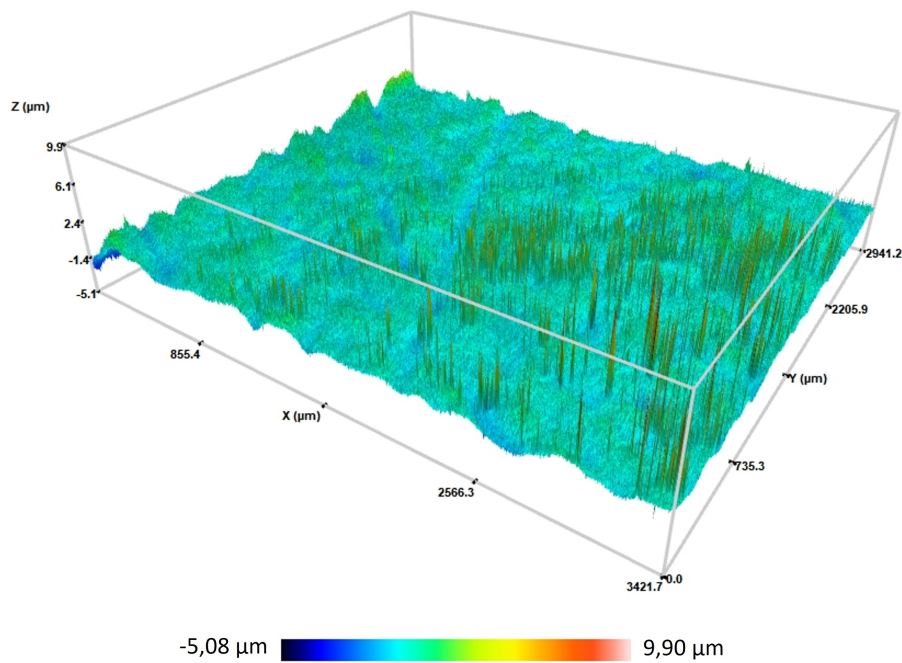 Z (µm)
9.9
6.1
2.4
-1.4
-5.1
855.4
X (µm)
2566.3
3421.7
0.0
735.3
Y (µm)
2205.9
2941.2
-5,08 µm
9,90 µm